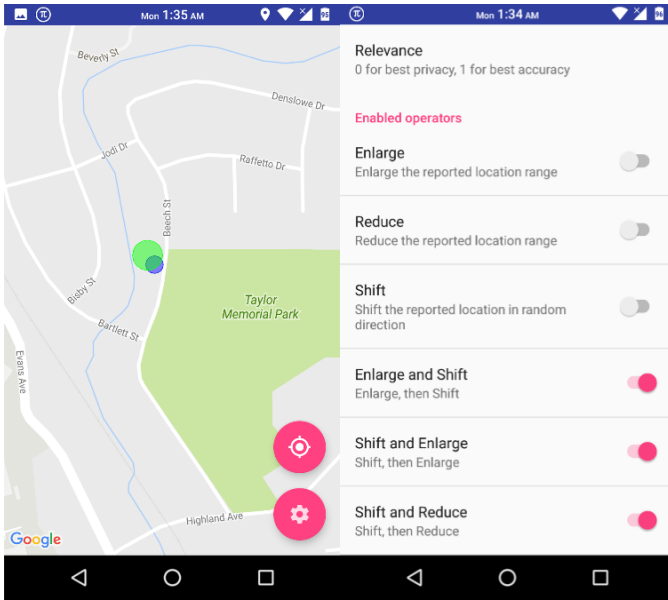 Mon 1:35 AM
95
Beverly St
Denslowe Dr
Jodi Dr
Raffetto Dr
Beech St
Bisby St
Taylor
Memorial Park
Bartlett St
Evans Ave
Highland Ave
Google
Mon 1:34 AM
96
Relevance
0 for best privacy, 1 for best accuracy
Enabled operators
Enlarge
Enlarge the reported location range
Reduce
Reduce the reported location range
Shift
Shift the reported location in random
direction
Enlarge and Shift
Enlarge, then Shift
Shift and Enlarge
Shift, then Enlarge
Shift and Reduce
Shift, then Reduce